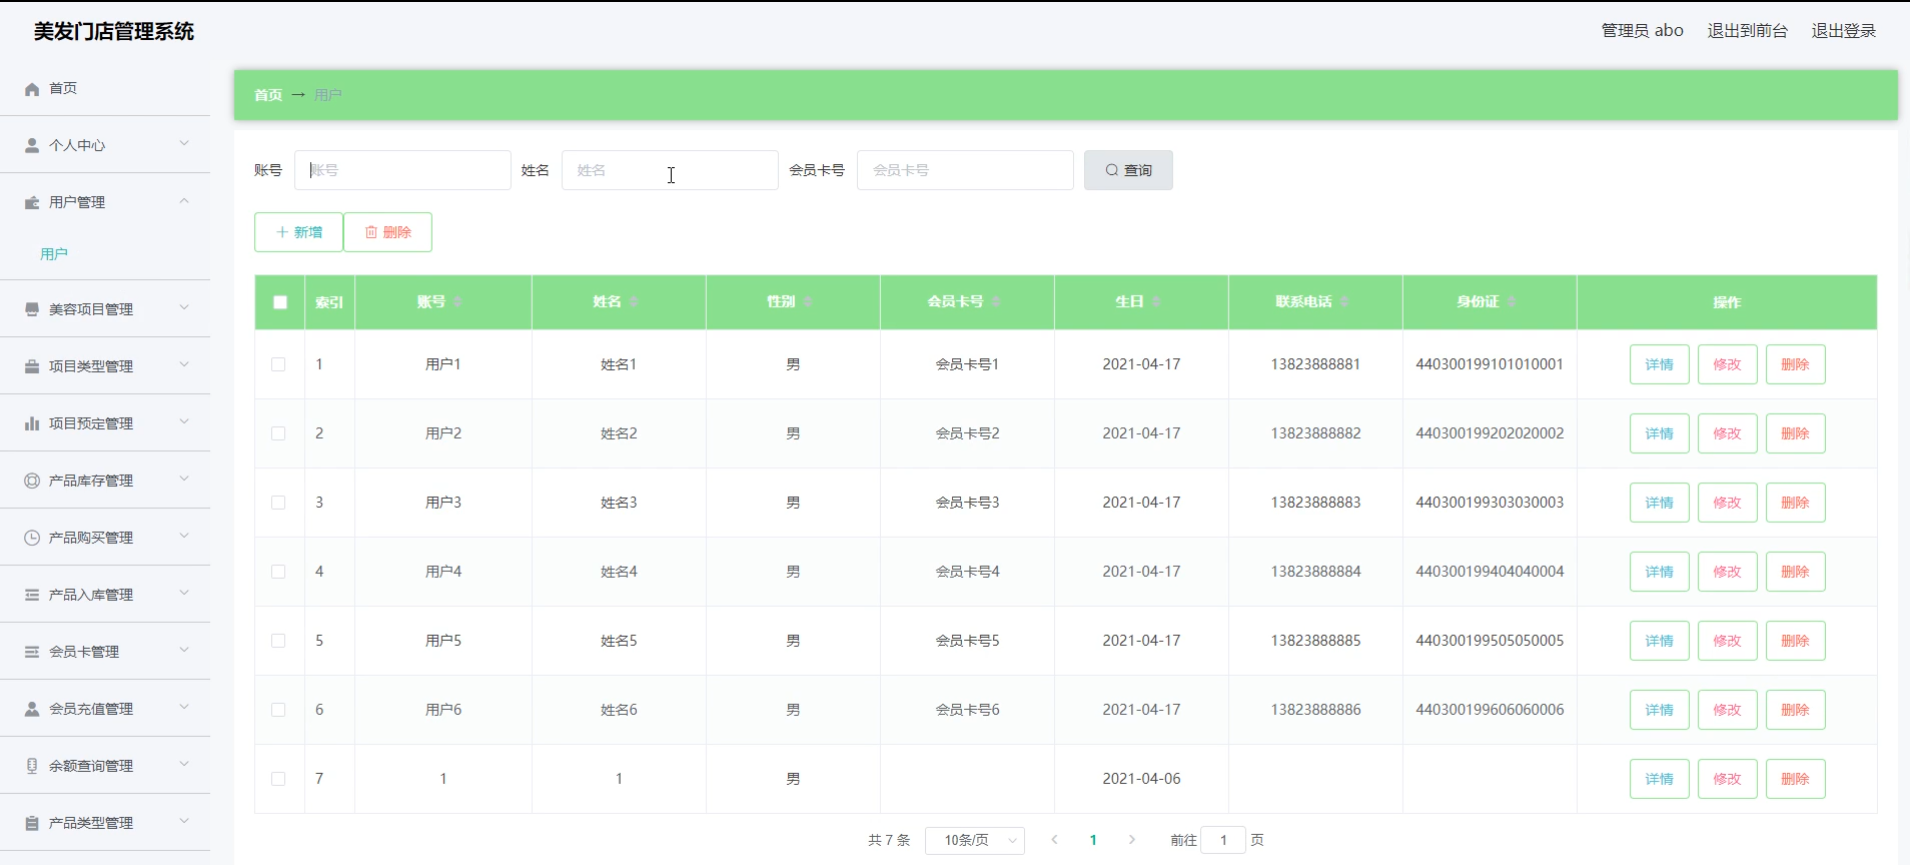 美发门店管理系统
管理员 abo 退出到前台 退出登录
首页
个人中心
用户管理
用户
美容项目管理
项目类型管理
项目预定管理
产品库存管理
产品购买管理
产品入库管理
会员卡管理
会员充值管理
余额查询管理
产品类型管理
首页 → 用户
账号 账号 姓名 姓名 会员卡号 会员卡号 查询
+ 新增 删除
索引 账号 姓名 性别 会员卡号 生日 联系电话 身份证 操作
1 用户1 姓名1 男 会员卡号1 2021-04-17 13823888881 440300199101010001 详情 修改 删除
2 用户2 姓名2 男 会员卡号2 2021-04-17 13823888882 440300199202020002 详情 修改 删除
3 用户3 姓名3 男 会员卡号3 2021-04-17 13823888883 440300199303030003 详情 修改 删除
4 用户4 姓名4 男 会员卡号4 2021-04-17 13823888884 440300199404040004 详情 修改 删除
5 用户5 姓名5 男 会员卡号5 2021-04-17 13823888885 440300199505050005 详情 修改 删除
6 用户6 姓名6 男 会员卡号6 2021-04-17 13823888886 440300199606060006 详情 修改 删除
7 1 1 男 2021-04-06 详情 修改 删除
共 7 条 10条/页 < 1 > 前往 1 页